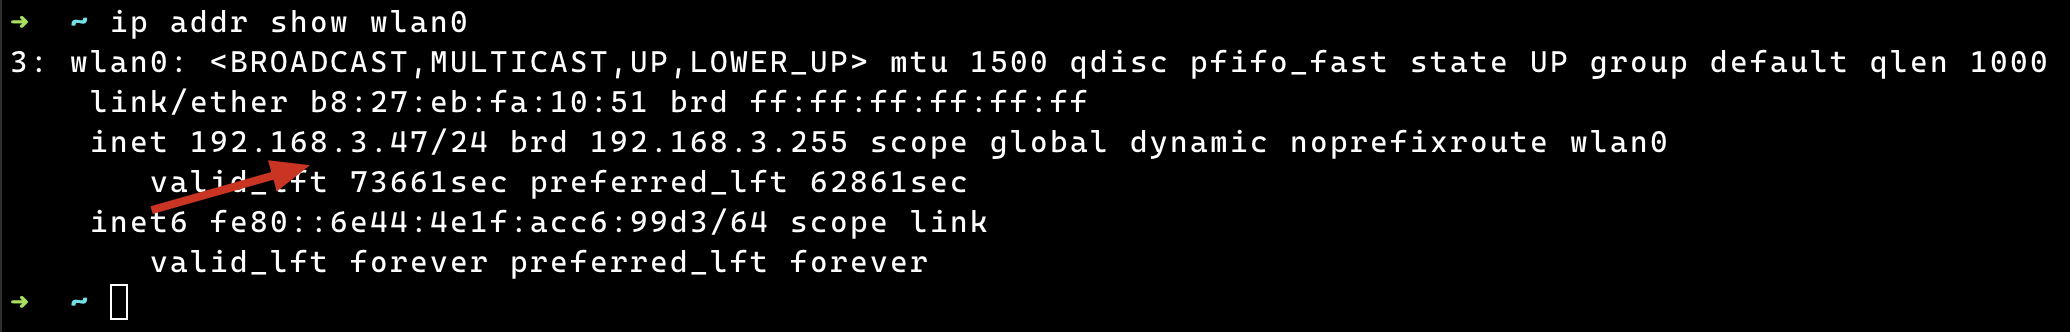 ➜  ~ ip addr show wlan0
3: wlan0: <BROADCAST,MULTICAST,UP,LOWER_UP> mtu 1500 qdisc pfifo_fast state UP group default qlen 1000
    link/ether b8:27:eb:fa:10:51 brd ff:ff:ff:ff:ff:ff
    inet 192.168.3.47/24 brd 192.168.3.255 scope global dynamic noprefixroute wlan0
       valid_lft 73661sec preferred_lft 62861sec
    inet6 fe80::6e44:4e1f:acc6:99d3/64 scope link
       valid_lft forever preferred_lft forever
➜  ~